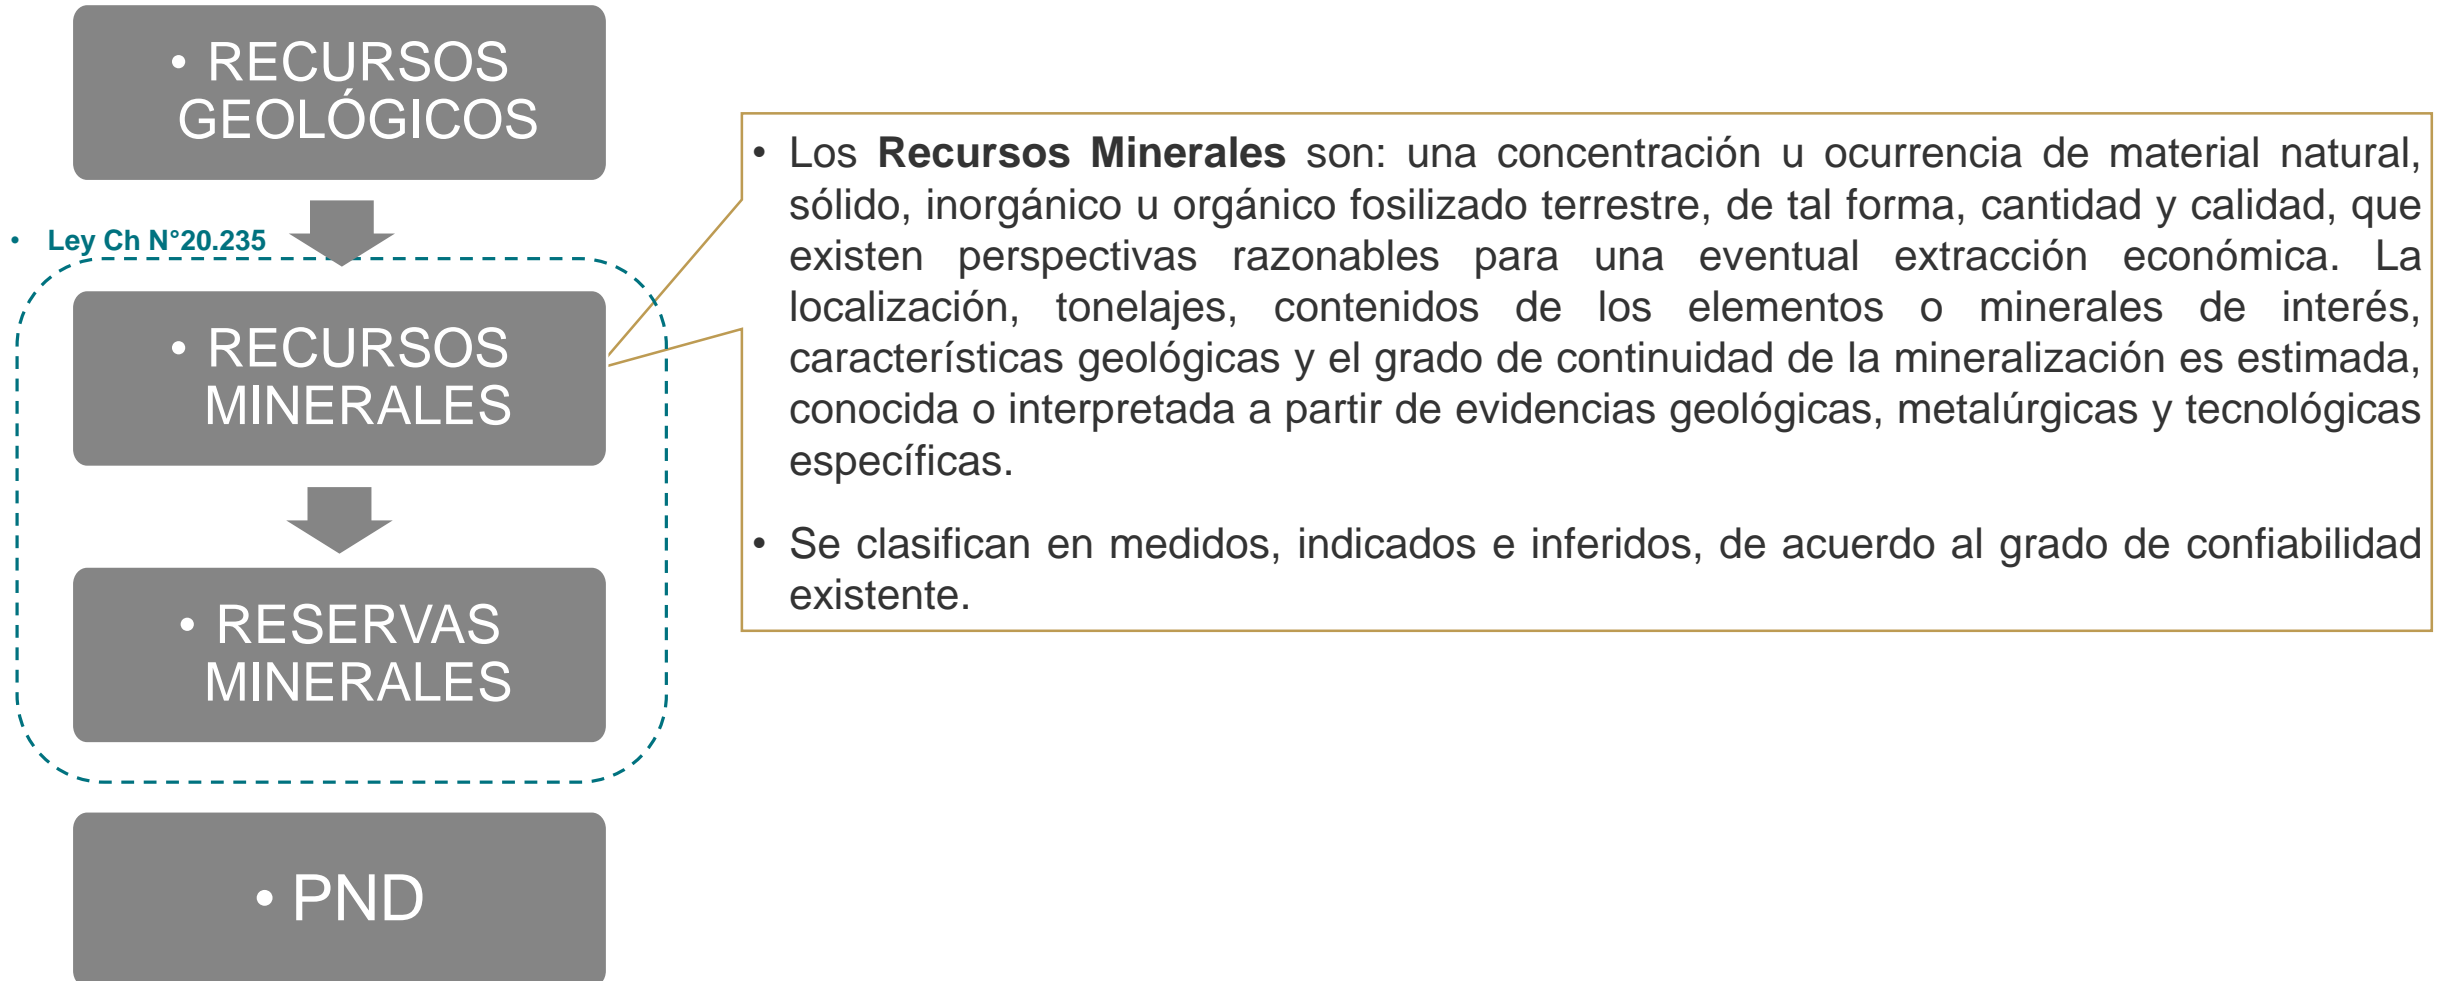 • RECURSOS
GEOLÓGICOS
• Ley Ch N°20.235
• RECURSOS
MINERALES
• RESERVAS
MINERALES
• PND
• Los Recursos Minerales son: una concentración u ocurrencia de material natural,
sólido, inorgánico u orgánico fosilizado terrestre, de tal forma, cantidad y calidad, que
existen perspectivas razonables para una eventual extracción económica. La
localización, tonelajes, contenidos de los elementos o minerales de interés,
características geológicas y el grado de continuidad de la mineralización es estimada,
conocida o interpretada a partir de evidencias geológicas, metalúrgicas y tecnológicas
específicas.
• Se clasifican en medidos, indicados e inferidos, de acuerdo al grado de confiabilidad
existente.